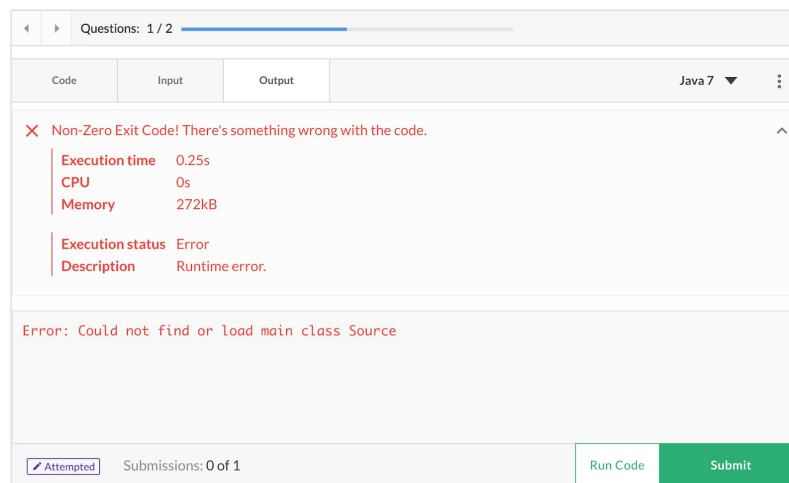 Questions: 1 / 2
Code Input Output Java 7
Non-Zero Exit Code! There's something wrong with the code.
Execution time 0.25s
CPU 0s
Memory 272kB
Execution status Error
Description Runtime error.
Error: Could not find or load main class Source
Attempted Submissions: 0 of 1 Run Code Submit